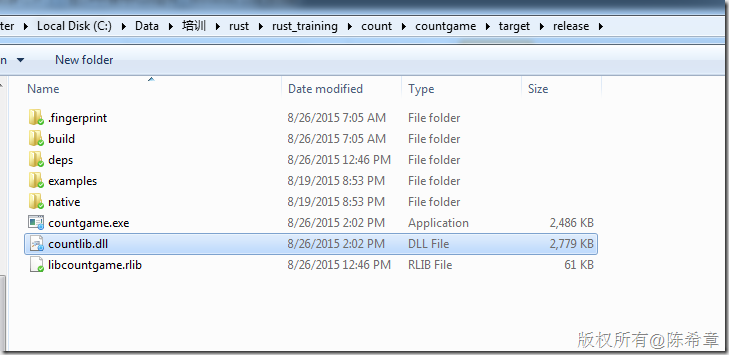 ter ▸ Local Disk (C:) ▸ Data ▸ 培训 ▸ rust ▸ rust_training ▸ count ▸ countgame ▸ target ▸ release ▸
n ▾ New folder
Name Date modified Type Size
.fingerprint 8/26/2015 7:05 AM File folder
build 8/26/2015 7:05 AM File folder
deps 8/26/2015 12:46 PM File folder
examples 8/19/2015 8:53 PM File folder
native 8/19/2015 8:53 PM File folder
countgame.exe 8/26/2015 2:02 PM Application 2,486 KB
countlib.dll 8/26/2015 2:02 PM DLL File 2,779 KB
libcountgame.rlib 8/26/2015 12:46 PM RLIB File 61 KB
版权所有@陈希章